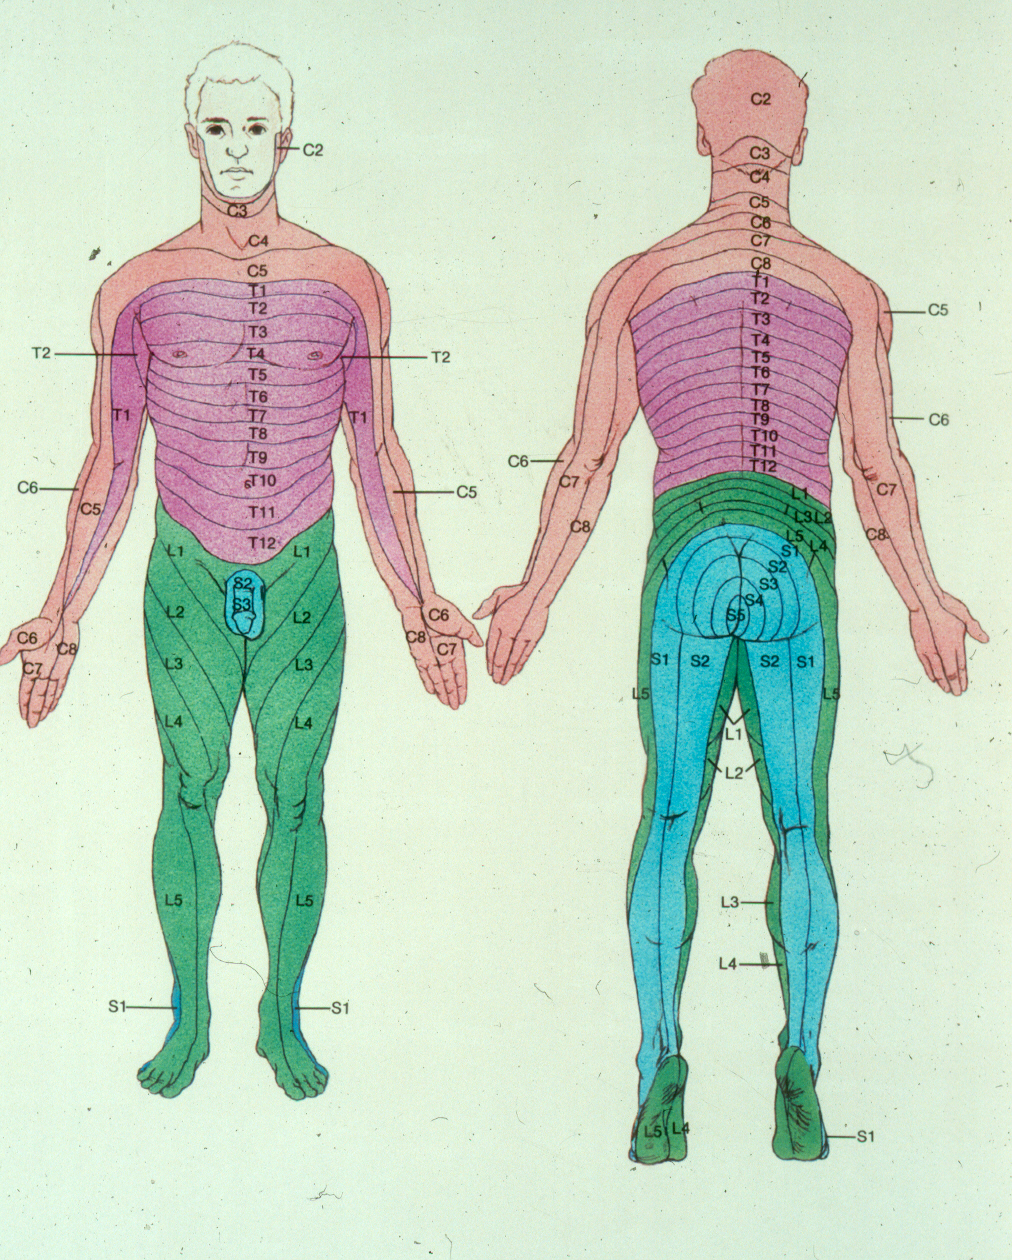 C2
C3
C4
C5
T1
T2
T3
T2 T4 T2
T5
T6
T1 T7 T1
T8
T9
C6 T10 C5
C5 T11
T12
L1 L1
S2
S3
L2 L2
C6 C8 C8 C6
C7 C7
L3 L3
L4 L4
L5 L5
S1 S1
C2
C3
C4
C5
C6
C7
C8
T1
T2
C5
T3
T4
T5
T6
T7
T8
T9
C6
T10
T11
C6 T12
C7 L1 C7
L3 L2
C8 L5 C8
S1 L4
S2
S3
S4
S5
S1 S2 S2 S1
L5 L5
L1
L2
L3
L4
L5 L4
S1